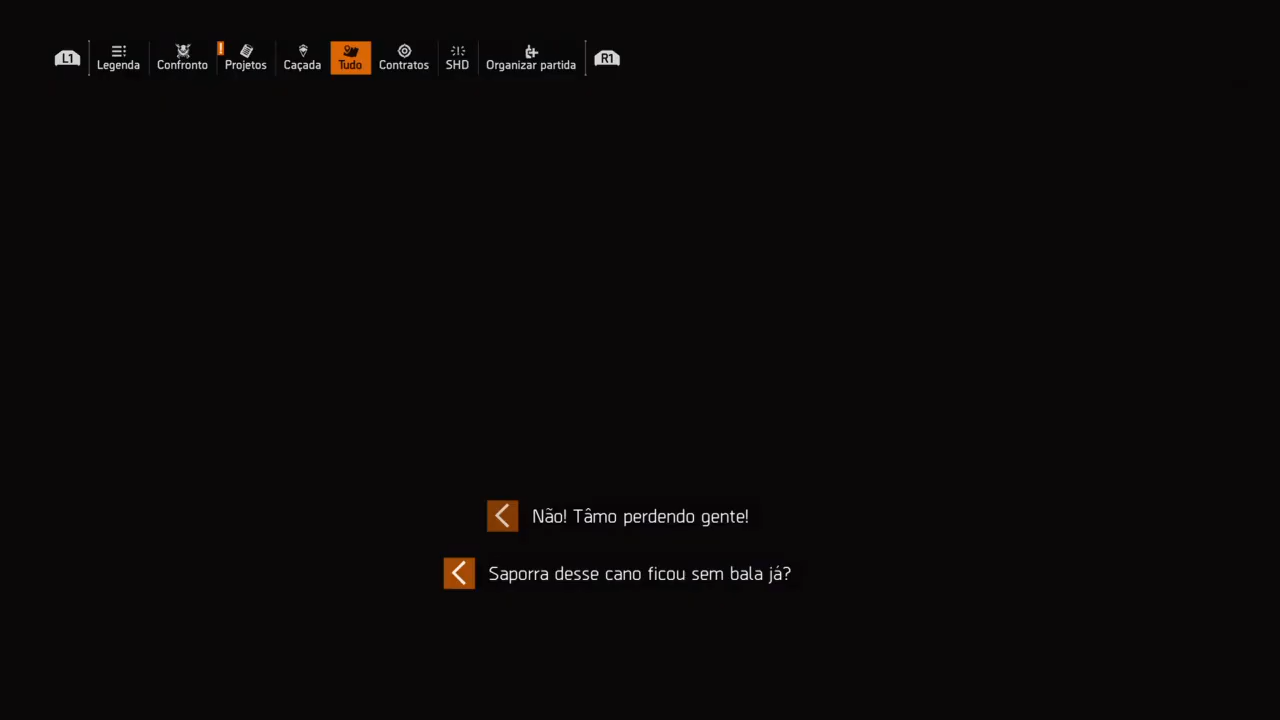 L1 Legenda Confronto ! Projetos Caçada Tudo Contratos SHD Organizar partida R1
Não! Tâmo perdendo gente!
Saporra desse cano ficou sem bala já?